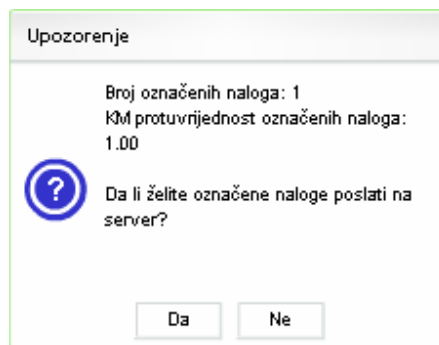 Upozorenje
Broj označenih naloga: 1
KM protuvrijednost označenih naloga:
1.00
Da li želite označene naloge poslati na
server?
Da Ne